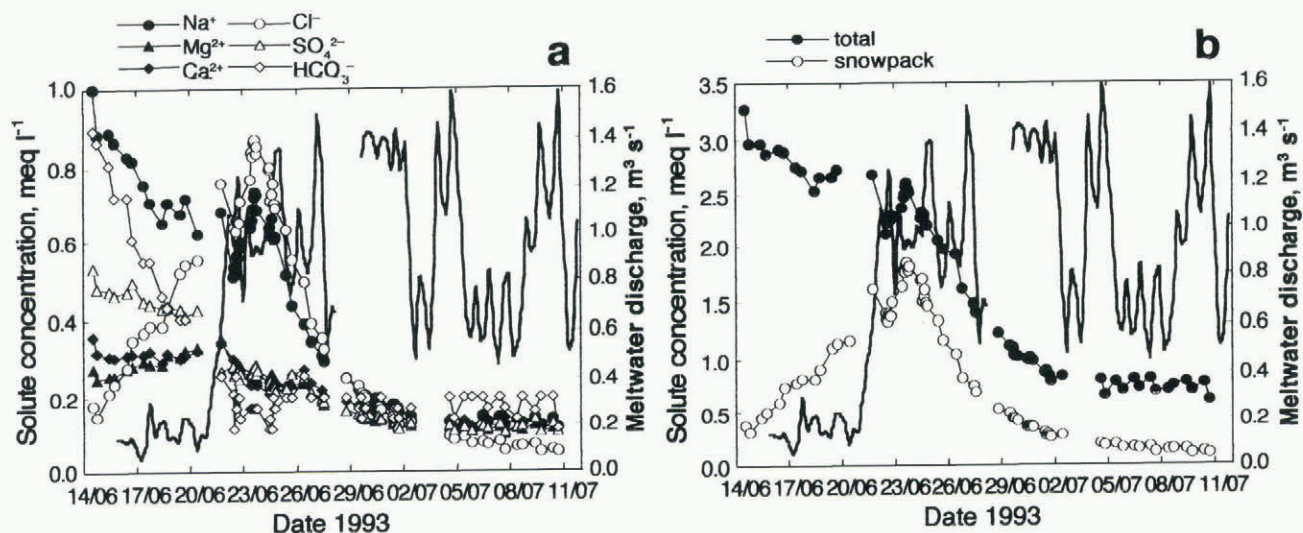 Na⁺ Cl⁻
Mg²⁺ SO₄²⁻
Ca²⁺ HCO₃⁻
a
1.0
0.8
0.6
0.4
0.2
0.0
Solute concentration, meq l⁻¹
1.6
1.4
1.2
1.0
0.8
0.6
0.4
0.2
0.0
Meltwater discharge, m³ s⁻¹
14/06 17/06 20/06 23/06 26/06 29/06 02/07 05/07 08/07 11/07
Date 1993
total
snowpack
b
3.5
3.0
2.5
2.0
1.5
1.0
0.5
0.0
Solute concentration, meq l⁻¹
1.6
1.4
1.2
1.0
0.8
0.6
0.4
0.2
0.0
Meltwater discharge, m³ s⁻¹
14/06 17/06 20/06 23/06 26/06 29/06 02/07 05/07 08/07 11/07
Date 1993